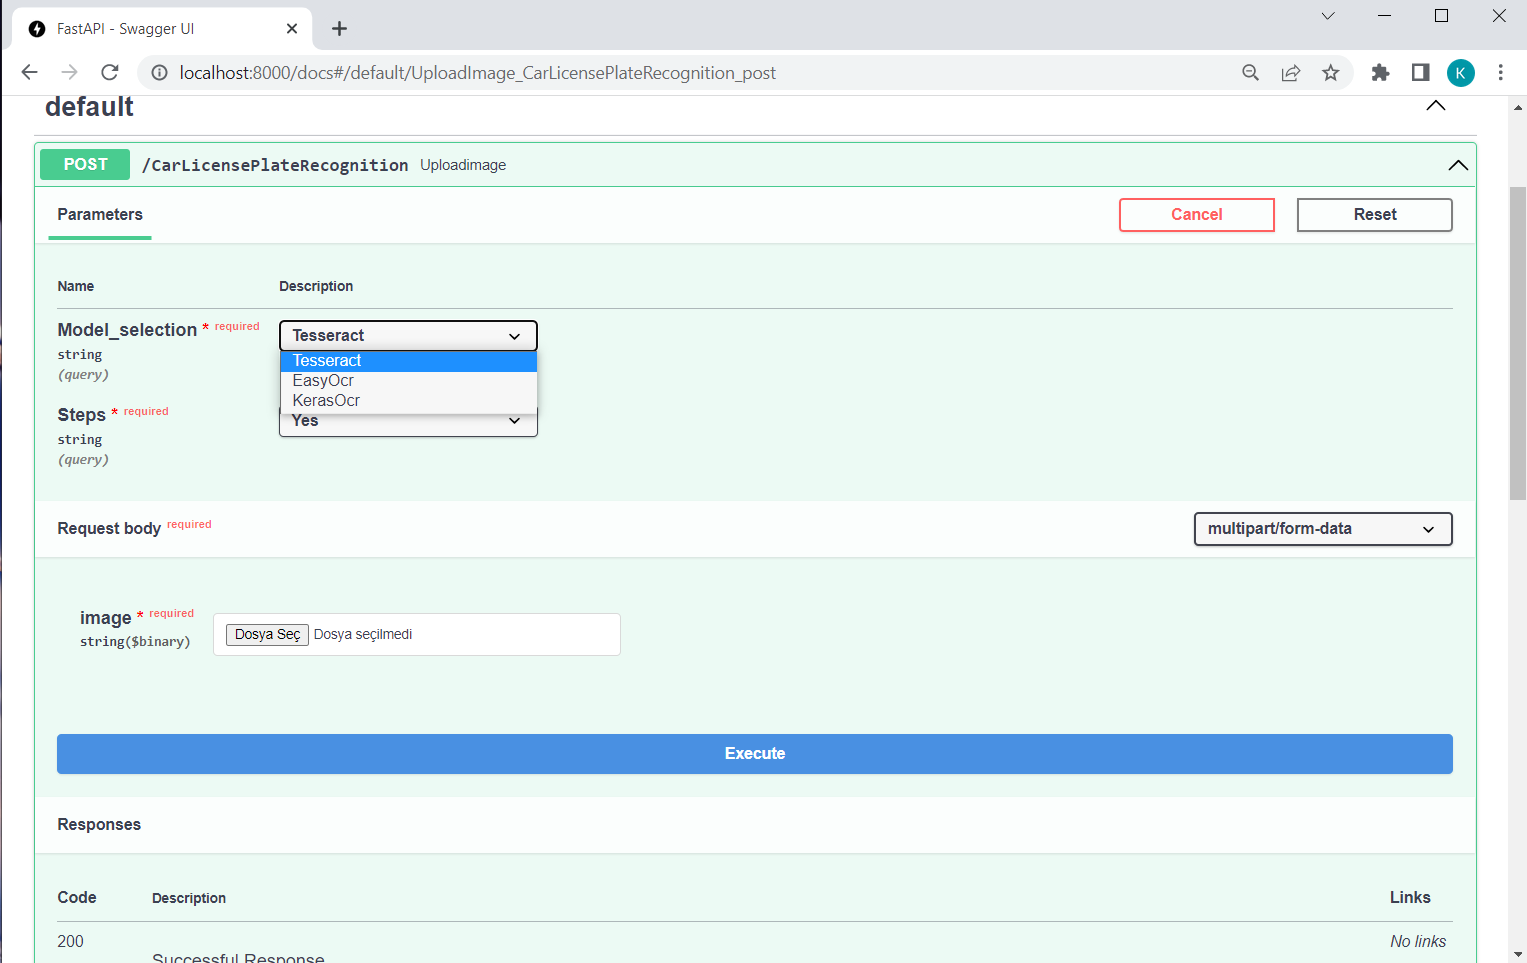 FastAPI - Swagger UI
localhost:8000/docs#/default/UploadImage_CarLicensePlateRecognition_post
K
default
POST /CarLicensePlateRecognition Uploadimage
Parameters Cancel Reset
Name Description
Model_selection * required Tesseract
string Tesseract
(query) EasyOcr
KerasOcr
Steps * required Yes
string
(query)
Request body required multipart/form-data
image * required
string($binary) Dosya Seç Dosya seçilmedi
Execute
Responses
Code Description Links
200 No links
Successful Response